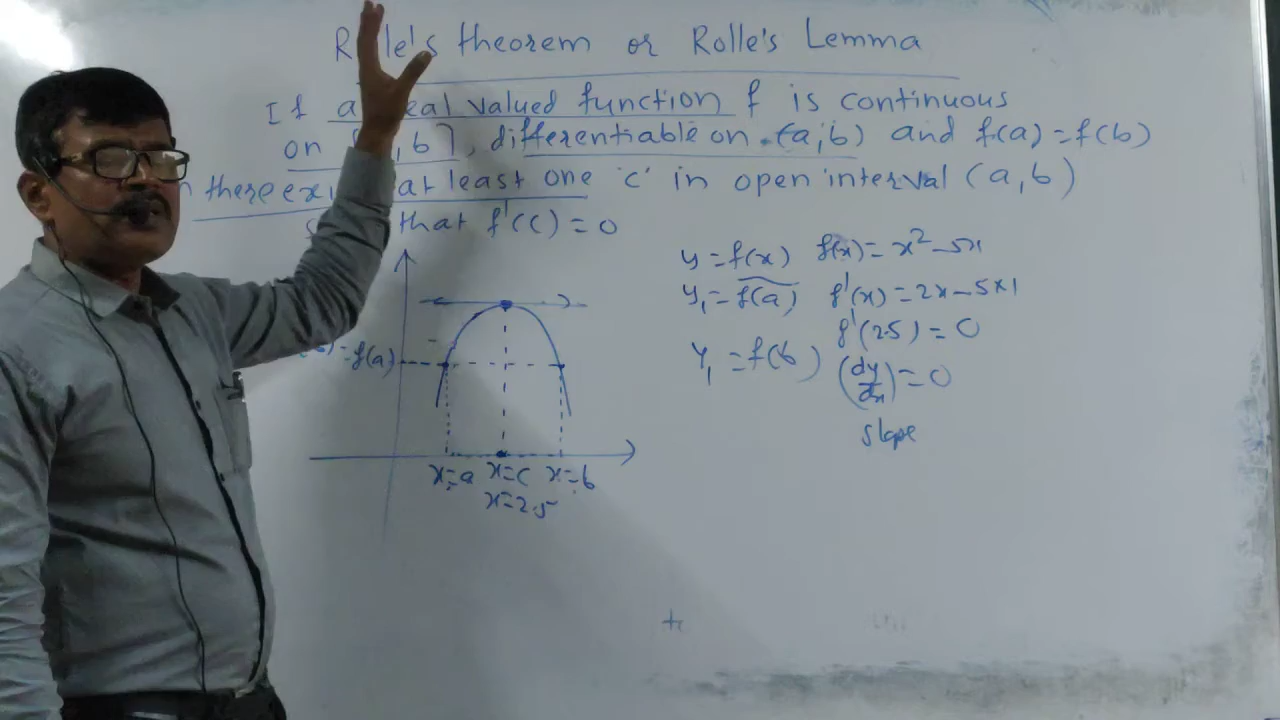 R lle's theorem or Rolle's Lemma
If a real valued function f is continuous
on [ , b], differentiable on (a, b) and f(a) = f(b)
n there exi at least one 'c' in open interval (a, b)
s that f'(c) = 0
y = f(x) f(x) = x² - 5x
y₁ = f(a) f'(x) = 2x - 5×1
f'(2.5) = 0
y₁ = f(b) (dy/dx) = 0
slope
= f(a)
x=a x=c x=b
x=2.5